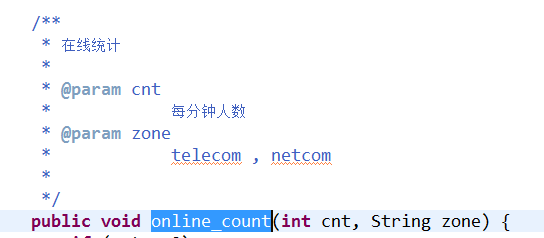 /**
* 在线统计
*
* @param cnt
* 每分钟人数
* @param zone
* telecom , netcom
*
*/
public void online_count(int cnt, String zone) {